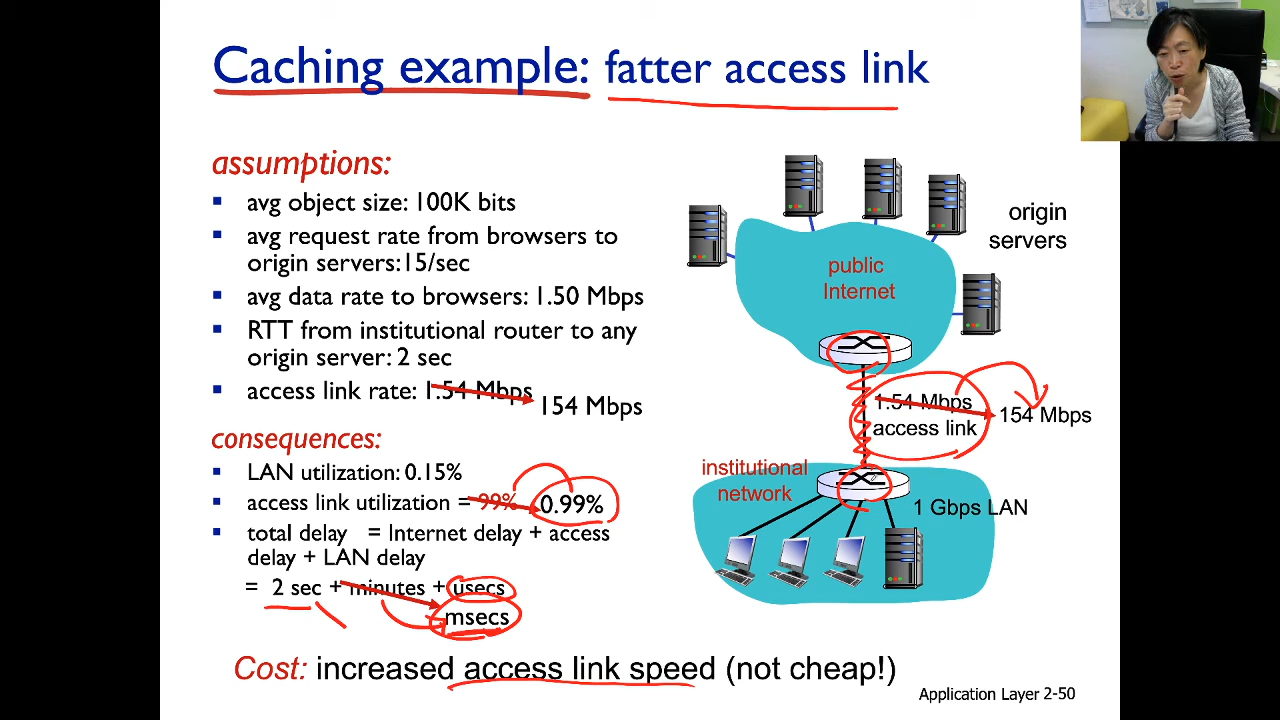 Caching example: fatter access link
assumptions:
avg object size: 100K bits
avg request rate from browsers to
origin servers:15/sec
avg data rate to browsers: 1.50 Mbps
RTT from institutional router to any
origin server: 2 sec
access link rate: 1.54 Mbps
154 Mbps
consequences:
LAN utilization: 0.15%
access link utilization = 99%
0.99%
total delay = Internet delay + access
delay + LAN delay
= 2 sec + minutes + usecs
msecs
Cost: increased access link speed (not cheap!)
origin
servers
public
Internet
1.54 Mbps
access link
154 Mbps
institutional
network
1 Gbps LAN
Application Layer 2-50